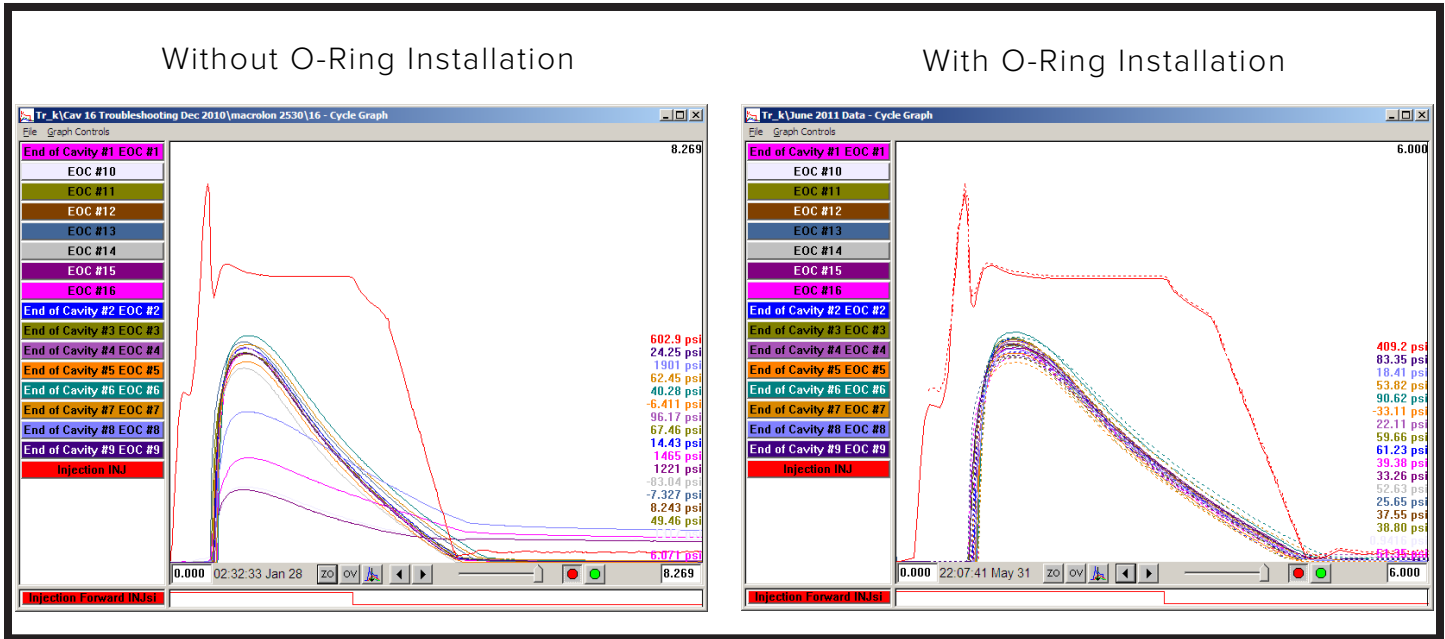 Without O-Ring Installation
With O-Ring Installation
Tr_k\Cav 16 Troubleshooting Dec 2010\macrolon 2530\16 - Cycle Graph
File Graph Controls
End of Cavity #1 EOC #1
EOC #10
EOC #11
EOC #12
EOC #13
EOC #14
EOC #15
EOC #16
End of Cavity #2 EOC #2
End of Cavity #3 EOC #3
End of Cavity #4 EOC #4
End of Cavity #5 EOC #5
End of Cavity #6 EOC #6
End of Cavity #7 EOC #7
End of Cavity #8 EOC #8
End of Cavity #9 EOC #9
Injection INJ
8.269
602.9 psi
24.25 psi
1901 psi
62.45 psi
40.28 psi
-6.411 psi
96.17 psi
67.46 psi
14.43 psi
1465 psi
1221 psi
-83.04 psi
-7.327 psi
8.243 psi
49.46 psi
6.071 psi
0.000 02:32:33 Jan 28 ZO OV 8.269
Injection Forward INJsi
Tr_k\June 2011 Data - Cycle Graph
File Graph Controls
End of Cavity #1 EOC #1
EOC #10
EOC #11
EOC #12
EOC #13
EOC #14
EOC #15
EOC #16
End of Cavity #2 EOC #2
End of Cavity #3 EOC #3
End of Cavity #4 EOC #4
End of Cavity #5 EOC #5
End of Cavity #6 EOC #6
End of Cavity #7 EOC #7
End of Cavity #8 EOC #8
End of Cavity #9 EOC #9
Injection INJ
6.000
409.2 psi
83.35 psi
18.41 psi
53.82 psi
90.62 psi
-33.11 psi
22.11 psi
59.66 psi
61.23 psi
39.38 psi
33.26 psi
52.63 psi
25.65 psi
37.55 psi
38.80 psi
0.9416 psi
0.000 22:07:41 May 31 ZO OV 6.000
Injection Forward INJsi